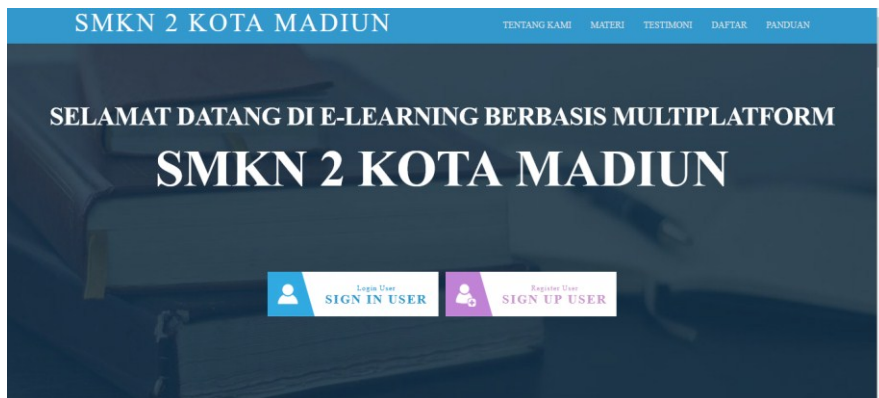 SMKN 2 KOTA MADIUN
TENTANG KAMI MATERI TESTIMONI DAFTAR PANDUAN
SELAMAT DATANG DI E-LEARNING BERBASIS MULTIPLATFORM
SMKN 2 KOTA MADIUN
Login User
SIGN IN USER
Register User
SIGN UP USER